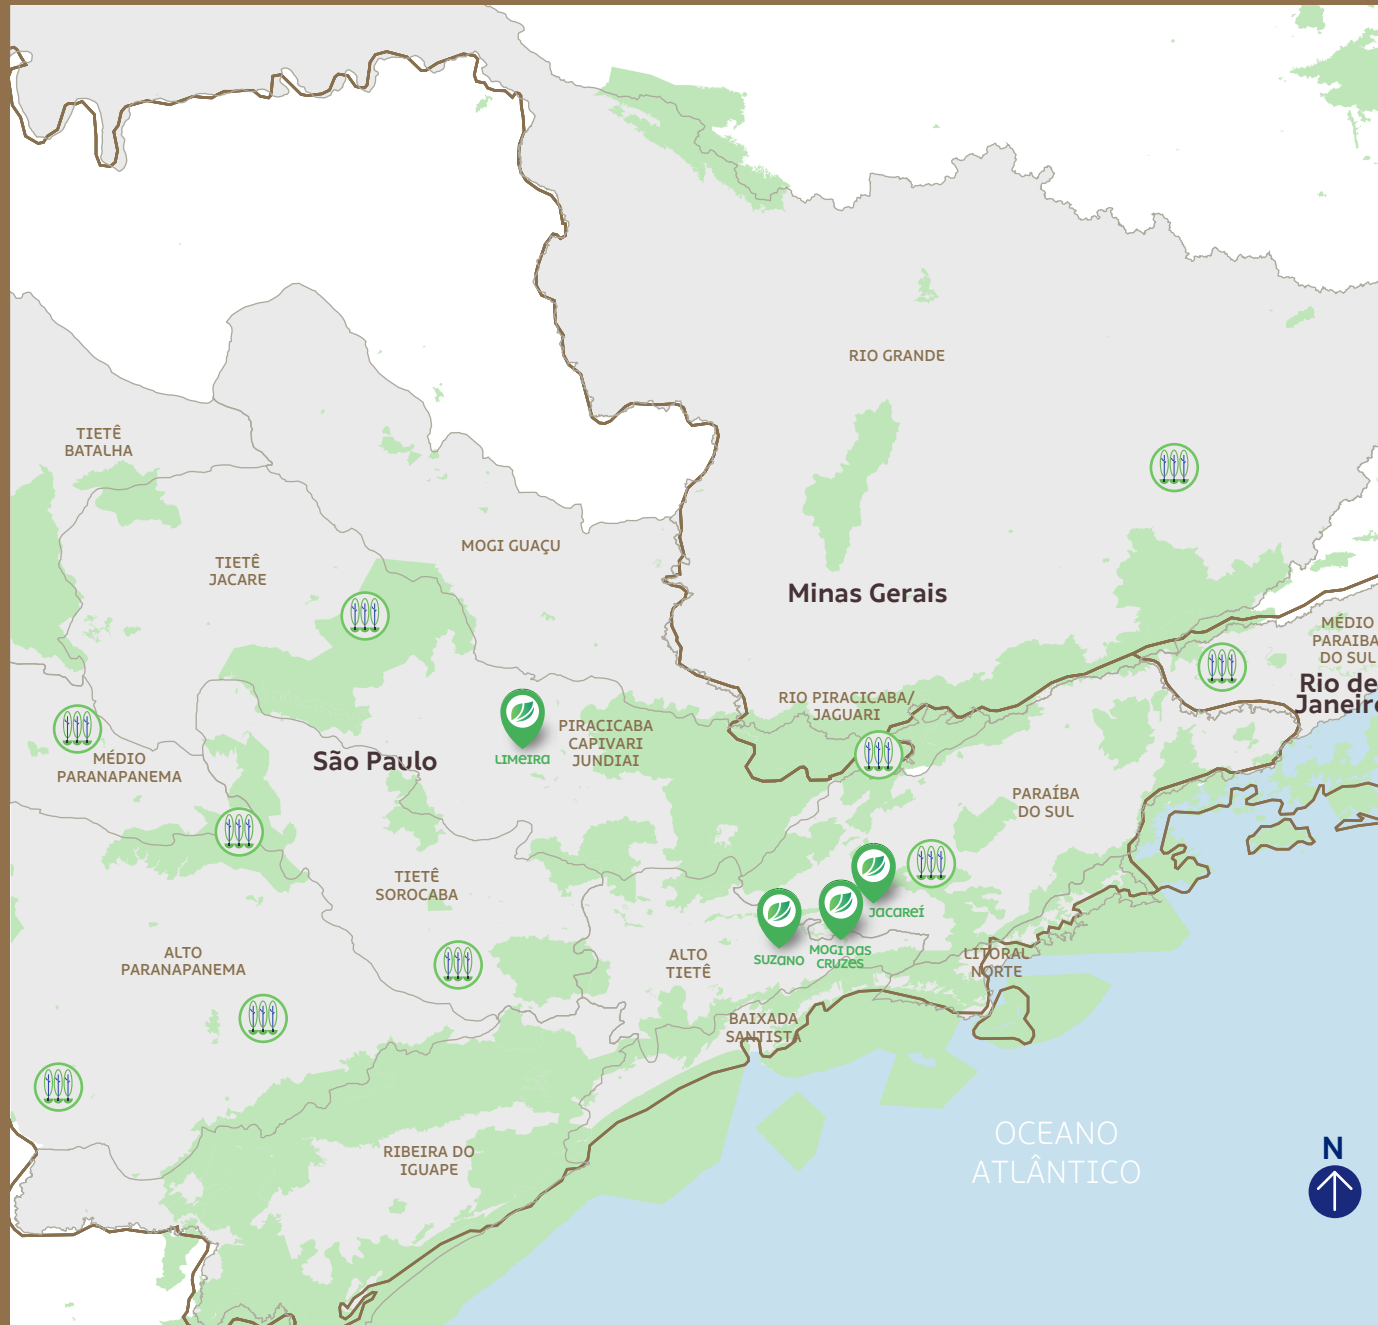 RIO GRANDE
TIETÊ
BATALHA
MOGI GUAÇU
TIETÊ
JACARE
Minas Gerais
MÉDIO
PARAIBA
DO SUL
Rio de
Janeiro
RIO PIRACICABA/
JAGUARI
PIRACICABA
CAPIVARI
JUNDIAI
LIMEIRA
São Paulo
MÉDIO
PARANAPANEMA
PARAÍBA
DO SUL
TIETÊ
SOROCABA
JACAREÍ
ALTO
PARANAPANEMA
ALTO
TIETÊ
SUZANO
MOGI DAS
CRUZES
LITORAL
NORTE
BAIXADA
SANTISTA
OCEANO
ATLÂNTICO
N
RIBEIRA DO
IGUAPE